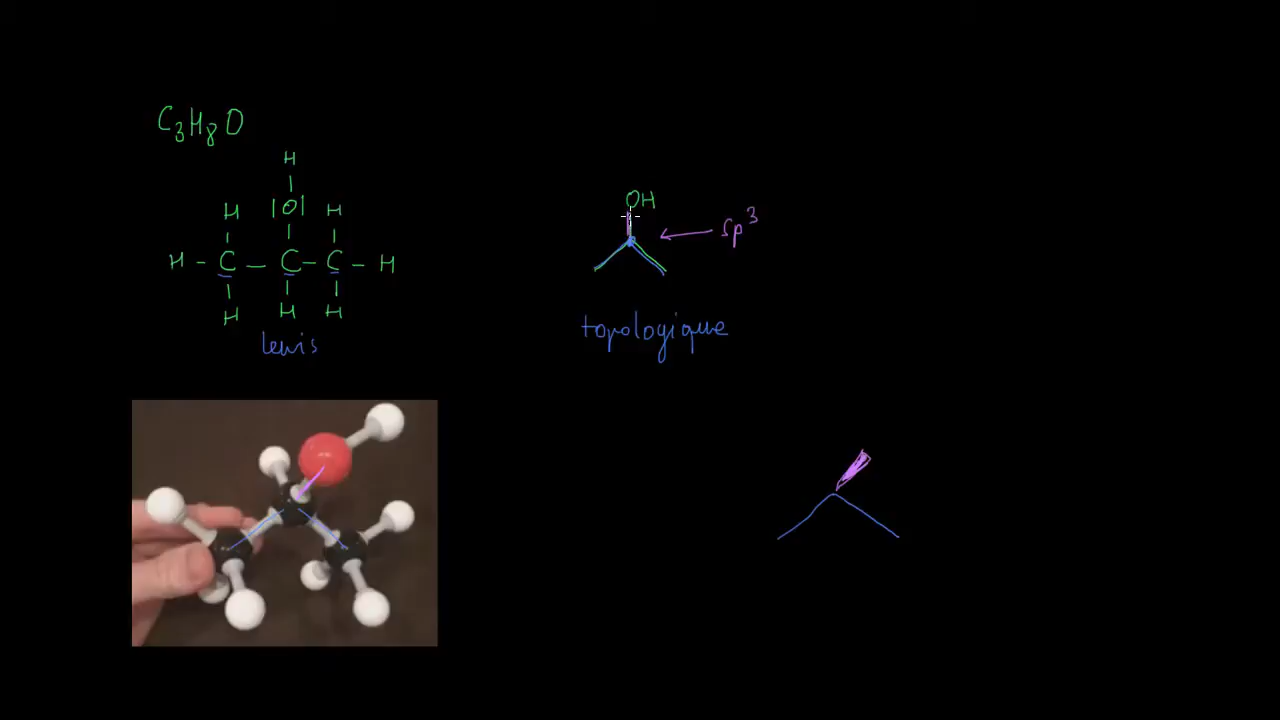 C3H8O
H
H |O| H
H - C - C - C - H
H H H
lewis
OH
sp3
topologique